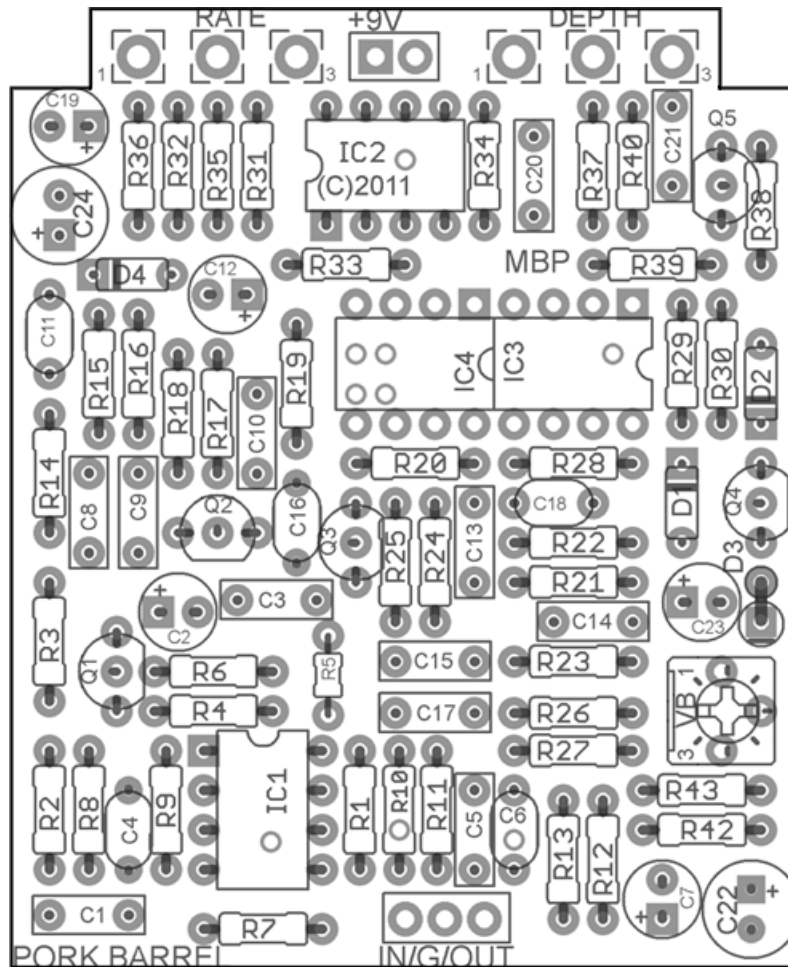 RATE +9V DEPTH
1 3 1 3
C19 + R36 R32 R35 R31 IC2 (C)2011 R34 C20 R37 R40 C21 Q5 R38
C24 +
D4 C12 + R33 MBP R39
C11 R15 R16 R18 R17 C10 R19 IC4 IC3 R29 R30 D2
R14 C8 C9 Q2 C16 R20 R28
Q3 R25 R24 C13 C18 D1 Q4
R22
R21
R3 + C2 C3 C14 + C23 D3
Q1 R6 R5 C15 R23
R4 C17 R26 VB 1 3
R27
R2 R8 C4 R9 IC1 R1 R10 R11 C5 C6 R13 R12 R43
R42
C1 R7 + C7 C22 +
PORK BARREL IN/G/OUT